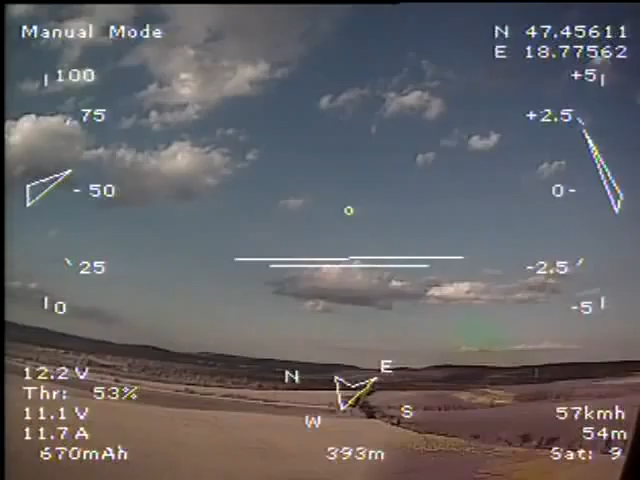 Manual Mode
N 47.45611
E 18.77562
100
+5
75
+2.5
- 50
0-
25
-2.5
0
-5
N
E
W
S
12.2 V
Thr: 53%
11.1 V
11.7 A
670mAh
393m
57kmh
54m
Sat: 9